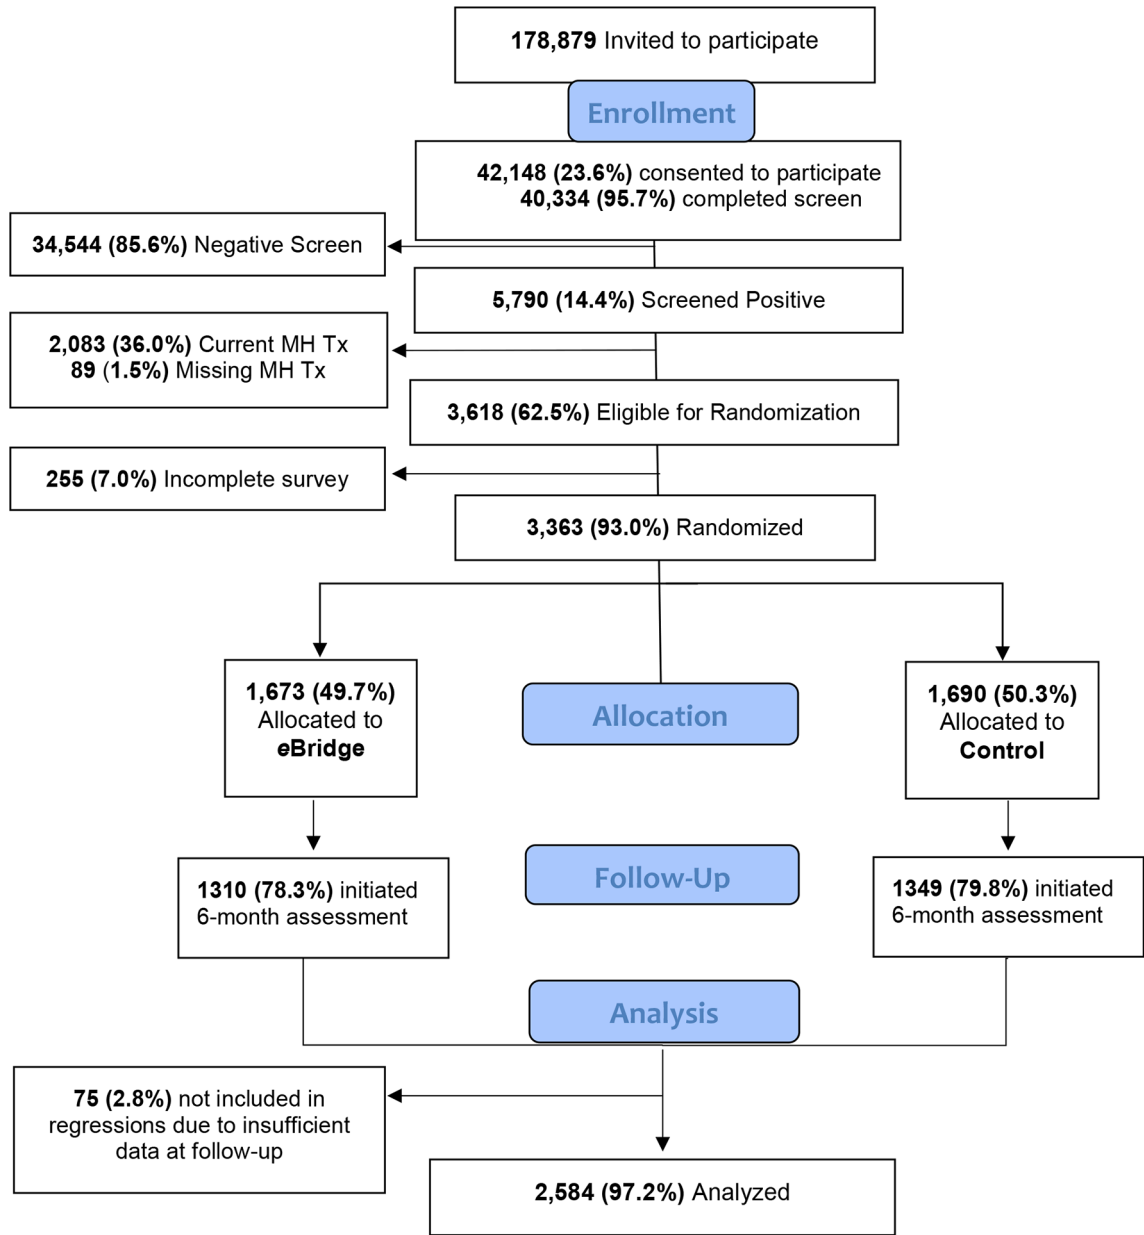 178,879 Invited to participate
Enrollment
42,148 (23.6%) consented to participate
40,334 (95.7%) completed screen
34,544 (85.6%) Negative Screen
5,790 (14.4%) Screened Positive
2,083 (36.0%) Current MH Tx
89 (1.5%) Missing MH Tx
3,618 (62.5%) Eligible for Randomization
255 (7.0%) Incomplete survey
3,363 (93.0%) Randomized
1,673 (49.7%)
Allocated to
eBridge
Allocation
1,690 (50.3%)
Allocated to
Control
1310 (78.3%) initiated
6-month assessment
Follow-Up
1349 (79.8%) initiated
6-month assessment
Analysis
75 (2.8%) not included in
regressions due to insufficient
data at follow-up
2,584 (97.2%) Analyzed